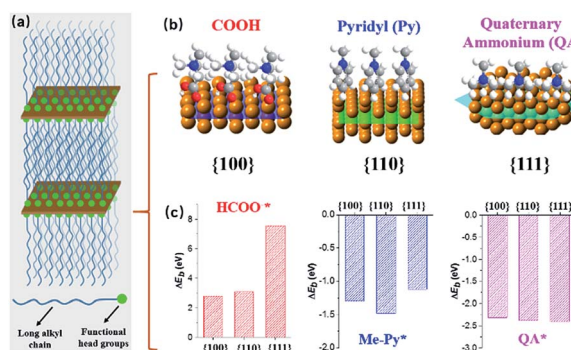 (a)
Long alkyl
chain
Functional
head groups
(b)
COOH
Pyridyl (Py)
Quaternary
Ammonium (QA)
{100}
{110}
{111}
(c)
HCOO*
ΔE_b (eV)
8
6
4
2
0
{100} {110} {111}
{100} {110} {111}
ΔE_b (eV)
0.0
-0.5
-1.0
-1.5
-2.0
Me-Py*
{100} {110} {111}
ΔE_b (eV)
0.0
-0.5
-1.0
-1.5
-2.0
-2.5
-3.0
QA*